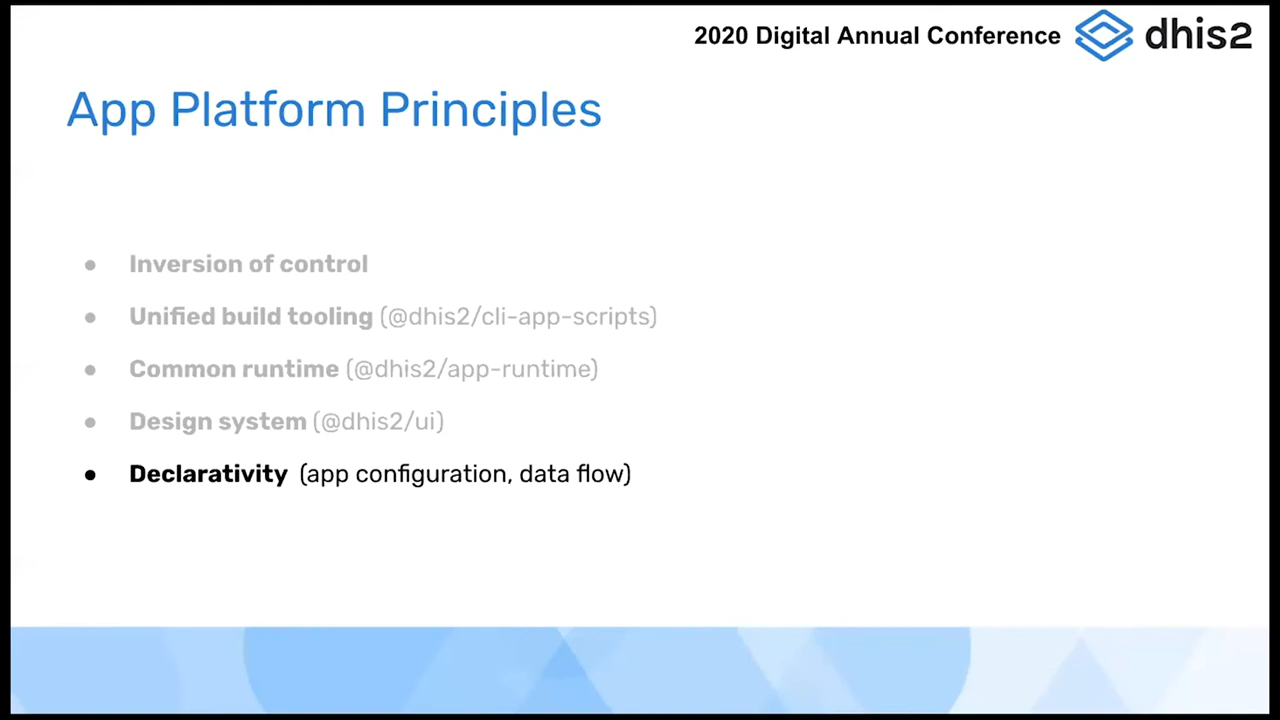 2020 Digital Annual Conference dhis2
App Platform Principles
● Inversion of control
● Unified build tooling (@dhis2/cli-app-scripts)
● Common runtime (@dhis2/app-runtime)
● Design system (@dhis2/ui)
● Declarativity (app configuration, data flow)